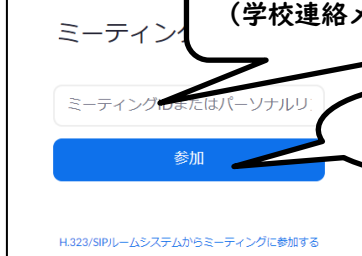 （学校連絡メ
ミーティング
ミーティングIDまたはパーソナルリ
参加
H.323/SIPルームシステムからミーティングに参加する